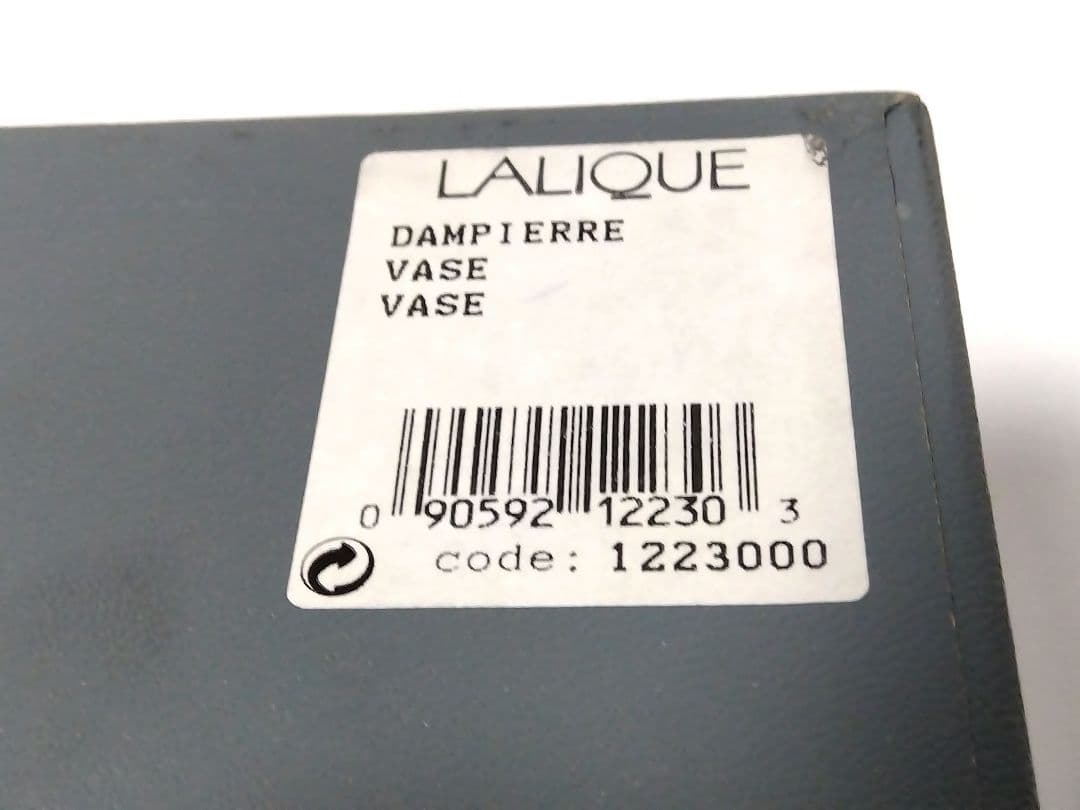 LALIQUE
DAMPIERRE
VASE
VASE
0 90592 12230 3
code: 1223000